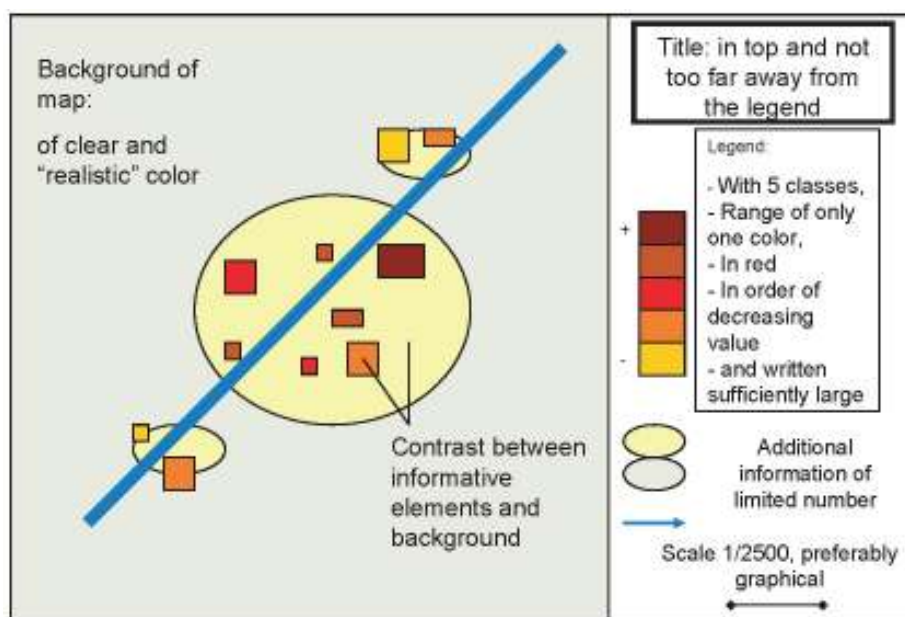 Background of
map:
of clear and
“realistic” color
Contrast between
informative
elements and
background
Title: in top and not
too far away from
the legend
Legend:
- With 5 classes,
- Range of only
one color,
- In red
- In order of
decreasing
value
- and written
sufficiently large
+
-
Additional
information of
limited number
Scale 1/2500, preferably
graphical